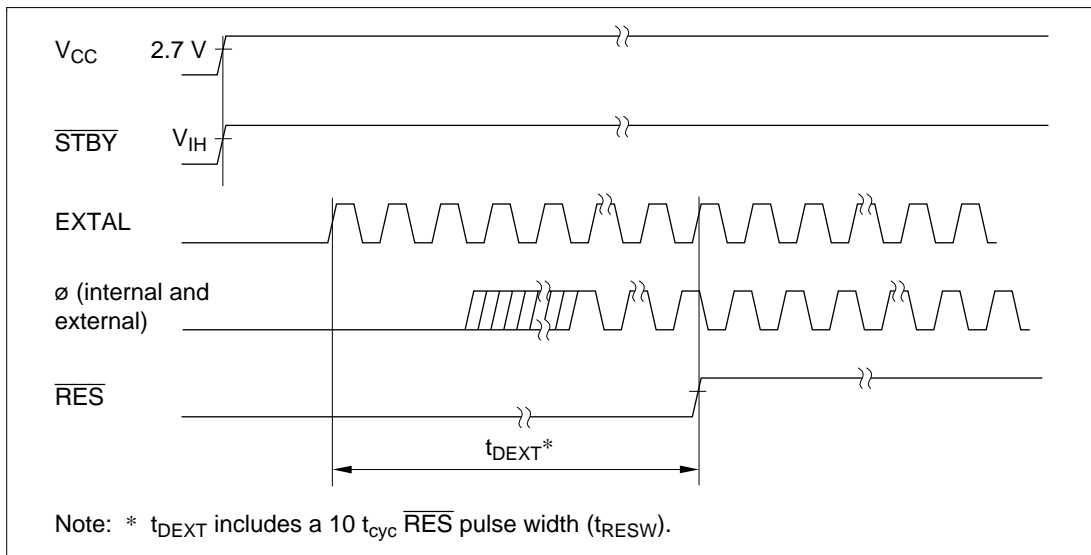 VCC 2.7 V
STBY VIH
EXTAL
ø (internal and
external)
RES
tDEXT*
Note: * tDEXT includes a 10 tcyc RES pulse width (tRESW).